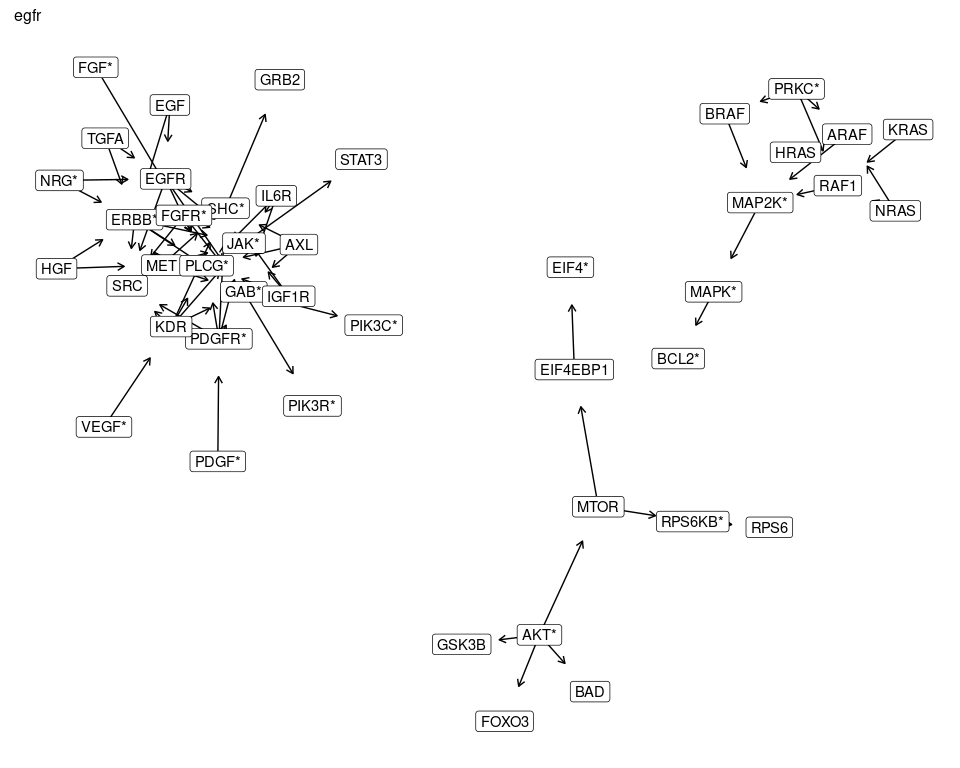 egfr
FGF*
GRB2
PRKC*
EGF
BRAF
KRAS
ARAF
TGFA
HRAS
STAT3
NRG*
EGFR
RAF1
IL6R
MAP2K*
SHC*
NRAS
ERBB*
FGFR*
JAK*
AXL
HGF
MET
PLCG*
EIF4*
SRC
GAB*
IGF1R
MAPK*
KDR
PIK3C*
PDGFR*
BCL2*
EIF4EBP1
PIK3R*
VEGF*
PDGF*
MTOR
RPS6KB*
RPS6
AKT*
GSK3B
BAD
FOXO3